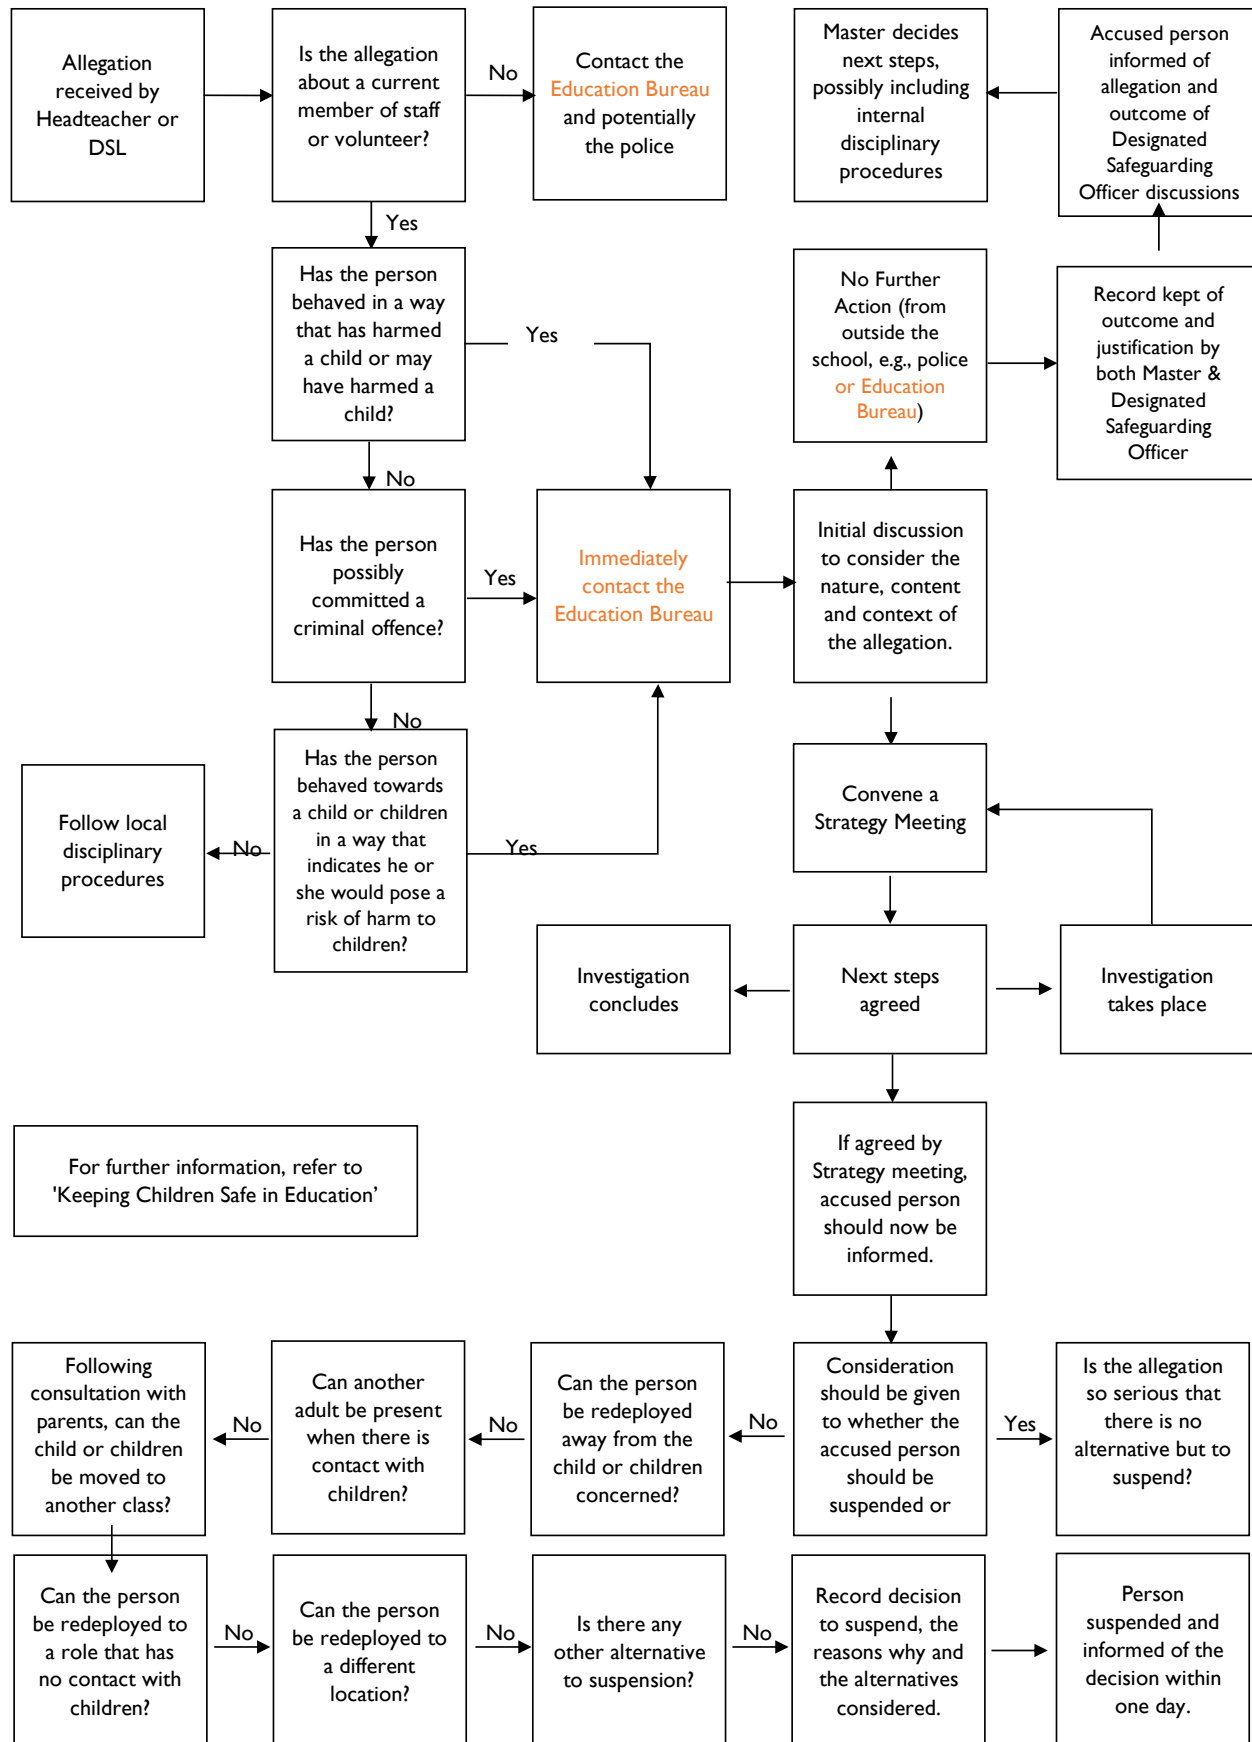 Allegation
received by
Headteacher or
DSL
Is the allegation
about a current
member of staff
or volunteer?
No
Contact the
Education Bureau
and potentially
the police
Master decides
next steps,
possibly including
internal
disciplinary
procedures
Accused person
informed of
allegation and
outcome of
Designated
Safeguarding
Officer discussions
Yes
Has the person
behaved in a way
that has harmed
a child or may
have harmed a
child?
Yes
No Further
Action (from
outside the
school, e.g., police
or Education
Bureau)
Record kept of
outcome and
justification by
both Master &
Designated
Safeguarding
Officer
No
Has the person
possibly
committed a
criminal offence?
Yes
Immediately
contact the
Education Bureau
Initial discussion
to consider the
nature, content
and context of
the allegation.
No
Follow local
disciplinary
procedures
No
Has the person
behaved towards
a child or children
in a way that
indicates he or
she would pose a
risk of harm to
children?
Yes
Convene a
Strategy Meeting
Investigation
concludes
Next steps
agreed
Investigation
takes place
For further information, refer to
'Keeping Children Safe in Education’
If agreed by
Strategy meeting,
accused person
should now be
informed.
Following
consultation with
parents, can the
child or children
be moved to
another class?
No
Can another
adult be present
when there is
contact with
children?
No
Can the person
be redeployed
away from the
child or children
concerned?
No
Consideration
should be given
to whether the
accused person
should be
suspended or
Yes
Is the allegation
so serious that
there is no
alternative but to
suspend?
Can the person
be redeployed to
a role that has
no contact with
children?
No
Can the person
be redeployed to
a different
location?
No
Is there any
other alternative
to suspension?
No
Record decision
to suspend, the
reasons why and
the alternatives
considered.
Person
suspended and
informed of the
decision within
one day.